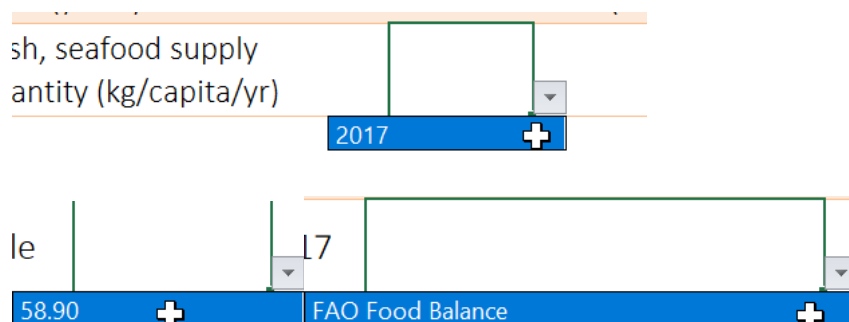 sh, seafood supply
antity (kg/capita/yr)
2017
le
17
58.90
FAO Food Balance